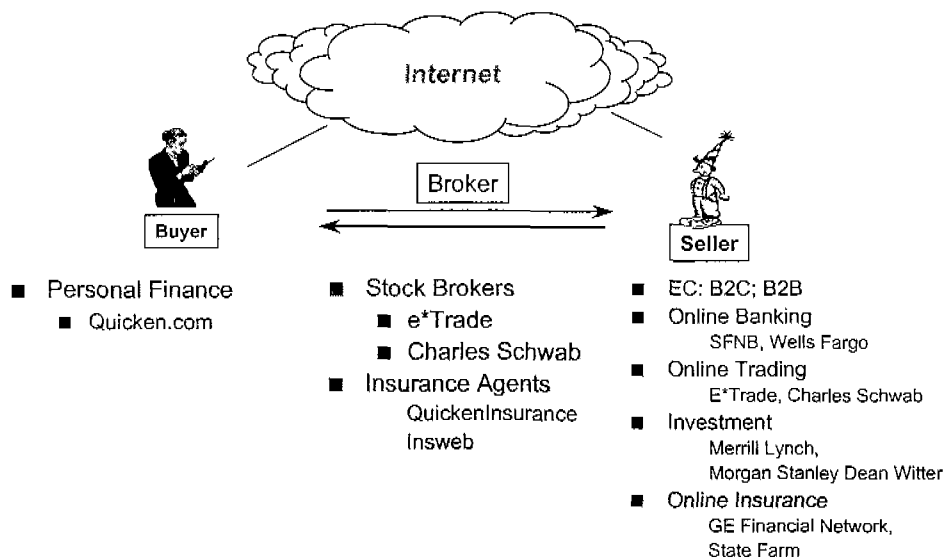 Internet
Broker
Buyer
Seller
■ Personal Finance
■ Quicken.com
■ Stock Brokers
■ e*Trade
■ Charles Schwab
■ Insurance Agents
QuickenInsurance
Insweb
■ EC: B2C; B2B
■ Online Banking
SFNB, Wells Fargo
■ Online Trading
E*Trade, Charles Schwab
■ Investment
Merrill Lynch,
Morgan Stanley Dean Witter
■ Online Insurance
GE Financial Network,
State Farm